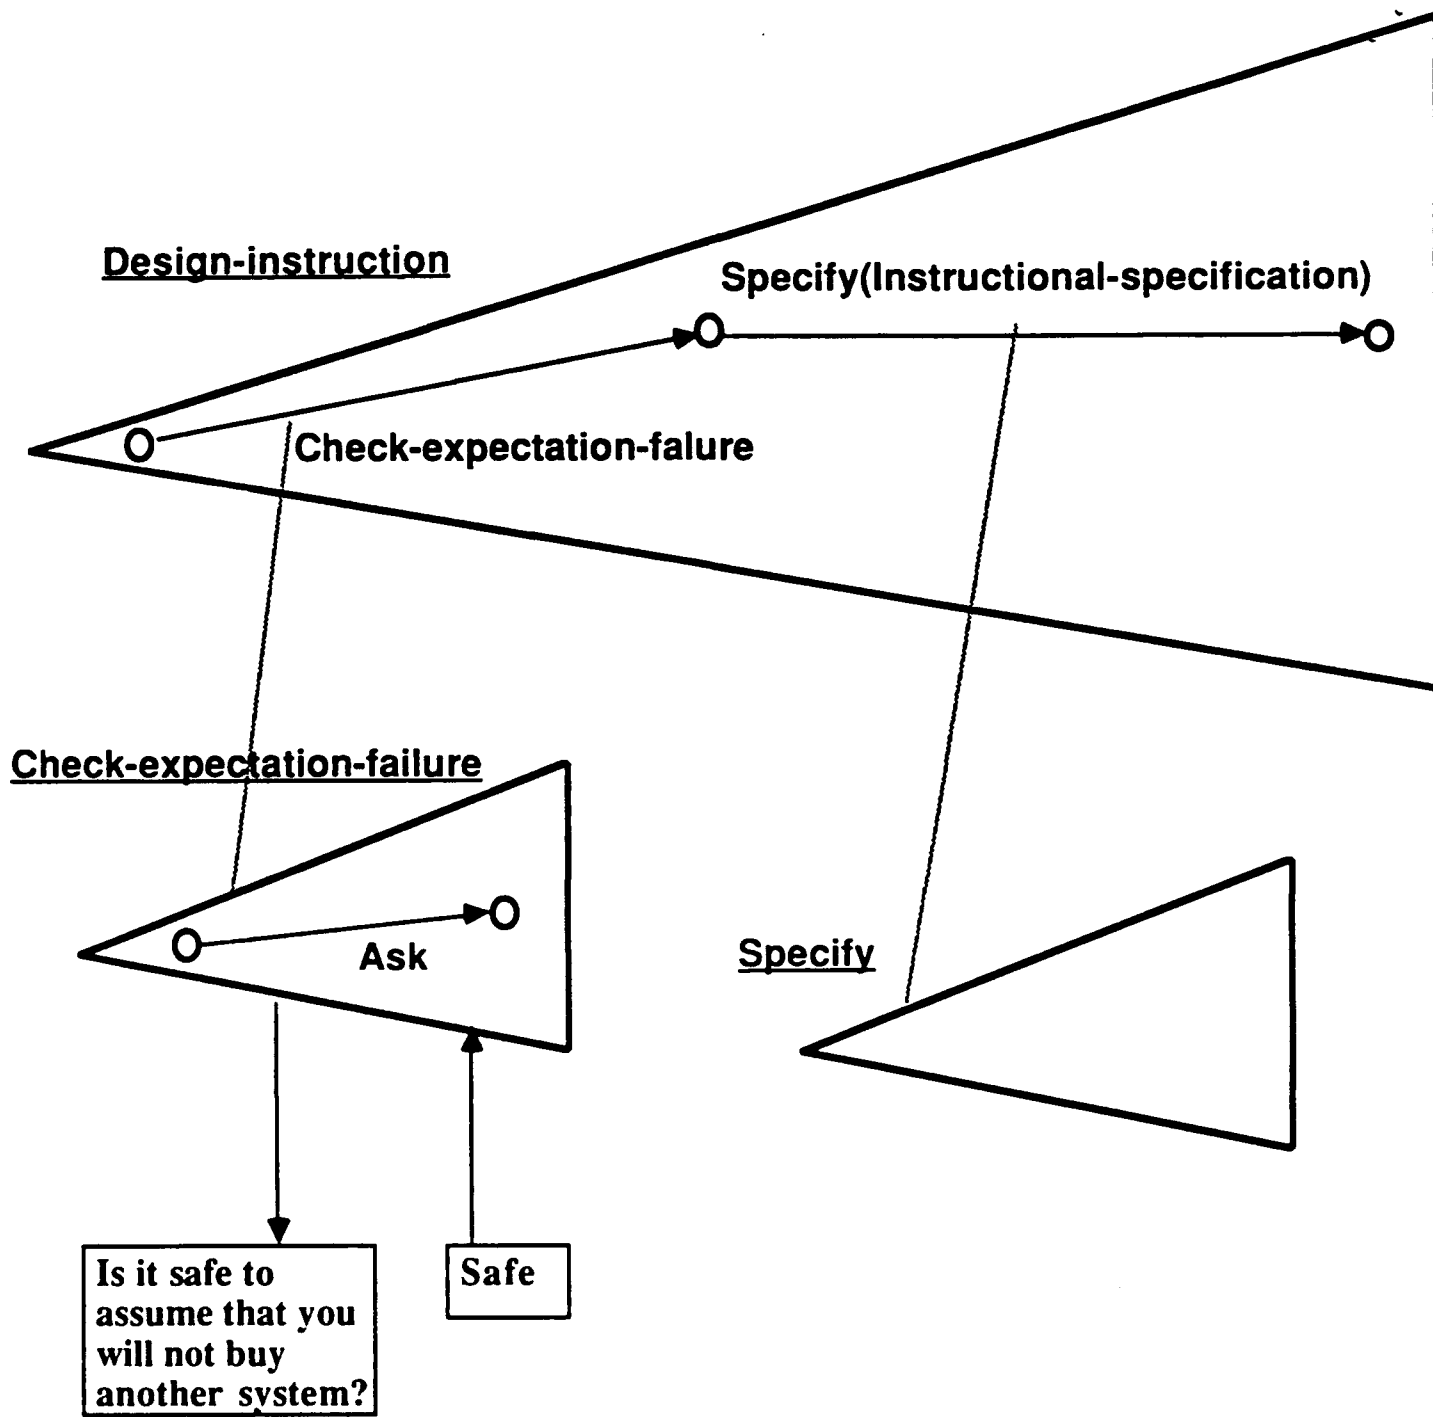 Design-instruction
Specify(Instructional-specification)
Check-expectation-falure
Check-expectation-failure
Ask
Specify
Is it safe to
assume that you
will not buy
another system?
Safe